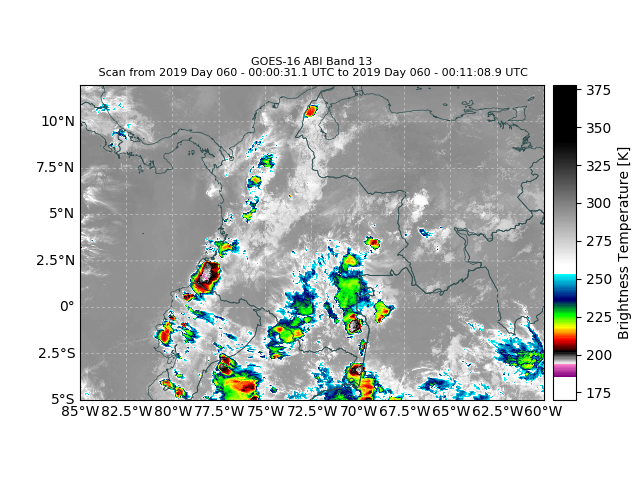 GOES-16 ABI Band 13
Scan from 2019 Day 060 - 00:00:31.1 UTC to 2019 Day 060 - 00:11:08.9 UTC
10°N
7.5°N
5°N
2.5°N
0°
2.5°S
5°S
85°W 82.5°W 80°W 77.5°W 75°W 72.5°W 70°W 67.5°W 65°W 62.5°W 60°W
375
350
325
300
275
250
225
200
175
Brightness Temperature [K]